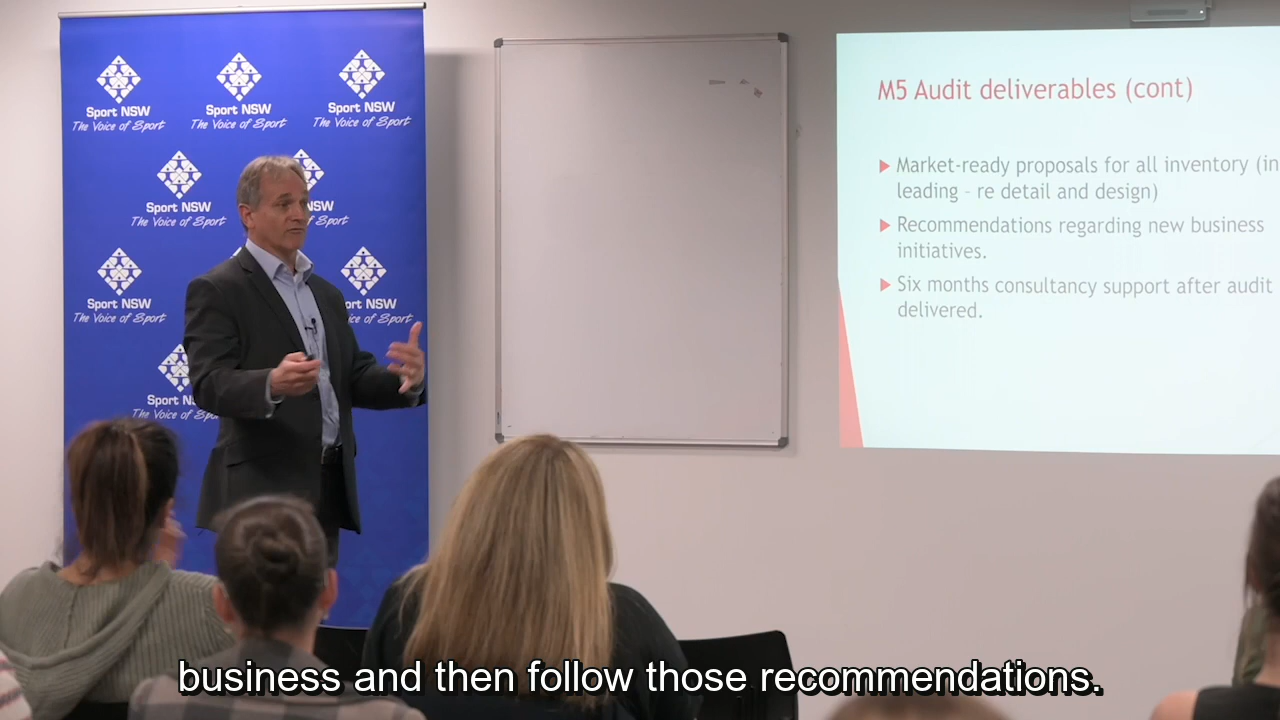 Sport NSW
The Voice of Sport
Sport NSW
The Voice of Sport
Sport NSW
The Voice of Sport
Sport NSW
The Voice of Sport
NSW
Sport NSW
The Voice of Sport
NSW
The Voice of
M5 Audit deliverables (cont)
Market-ready proposals for all inventory (in
leading - re detail and design)
Recommendations regarding new business
initiatives.
Six months consultancy support after audit
delivered.
business and then follow those recommendations.